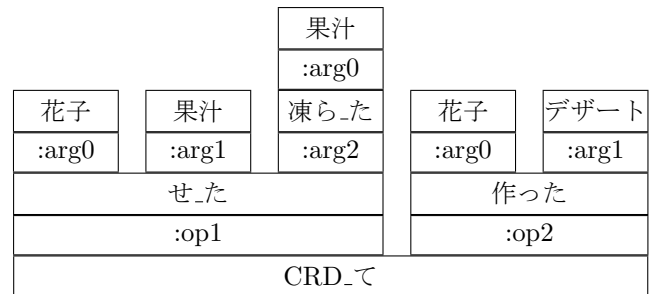 果汁
:arg0
花子 果汁 凍ら_た 花子 デザート
:arg0 :arg1 :arg2 :arg0 :arg1
せ_た 作った
:op1 :op2
CRD_て